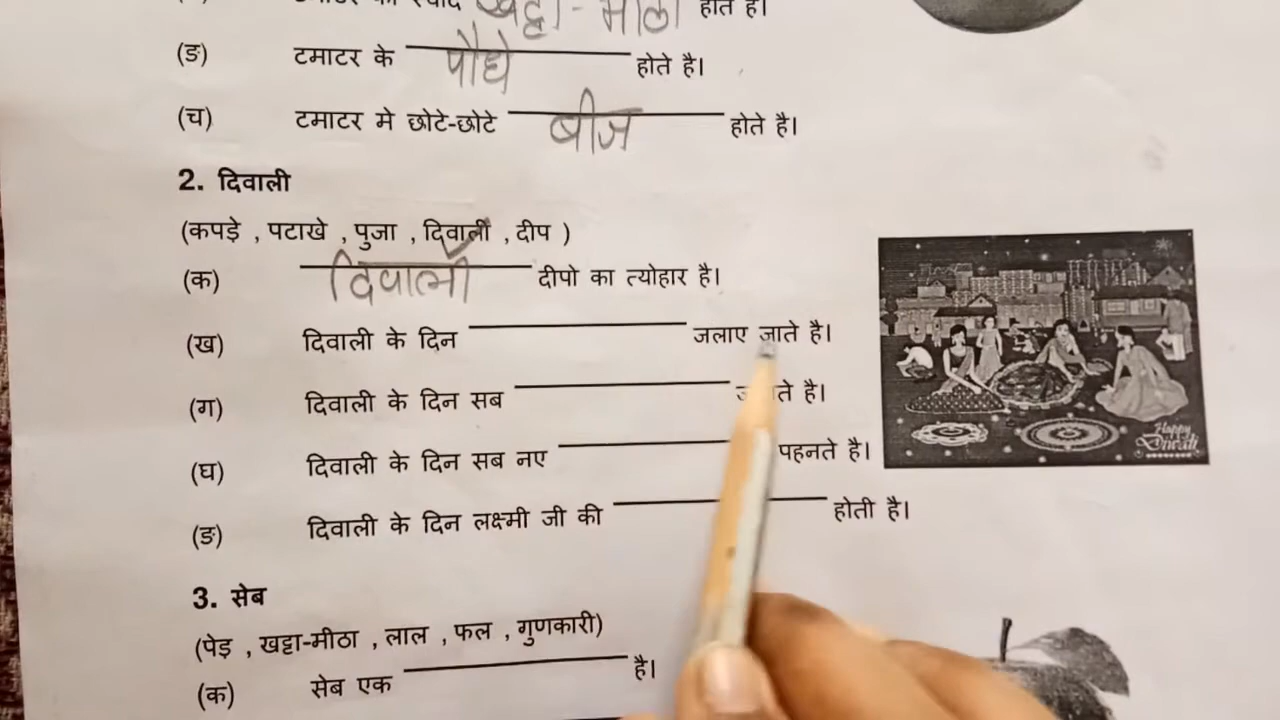 खट्टा-मीठा होते है।
(ङ) टमाटर के पौधे होते है।
(च) टमाटर मे छोटे-छोटे बीज होते है।
2. दिवाली
(कपड़े , पटाखे , पुजा , दिवाली , दीप )
(क) दिवाली दीपो का त्योहार है।
(ख) दिवाली के दिन जलाए जाते है।
(ग) दिवाली के दिन सब है।
(घ) दिवाली के दिन सब नए पहनते है।
(ङ) दिवाली के दिन लक्ष्मी जी की होती है।
Happy
Diwali
3. सेब
(पेड़ , खट्टा-मीठा , लाल , फल , गुणकारी)
(क) सेब एक है।